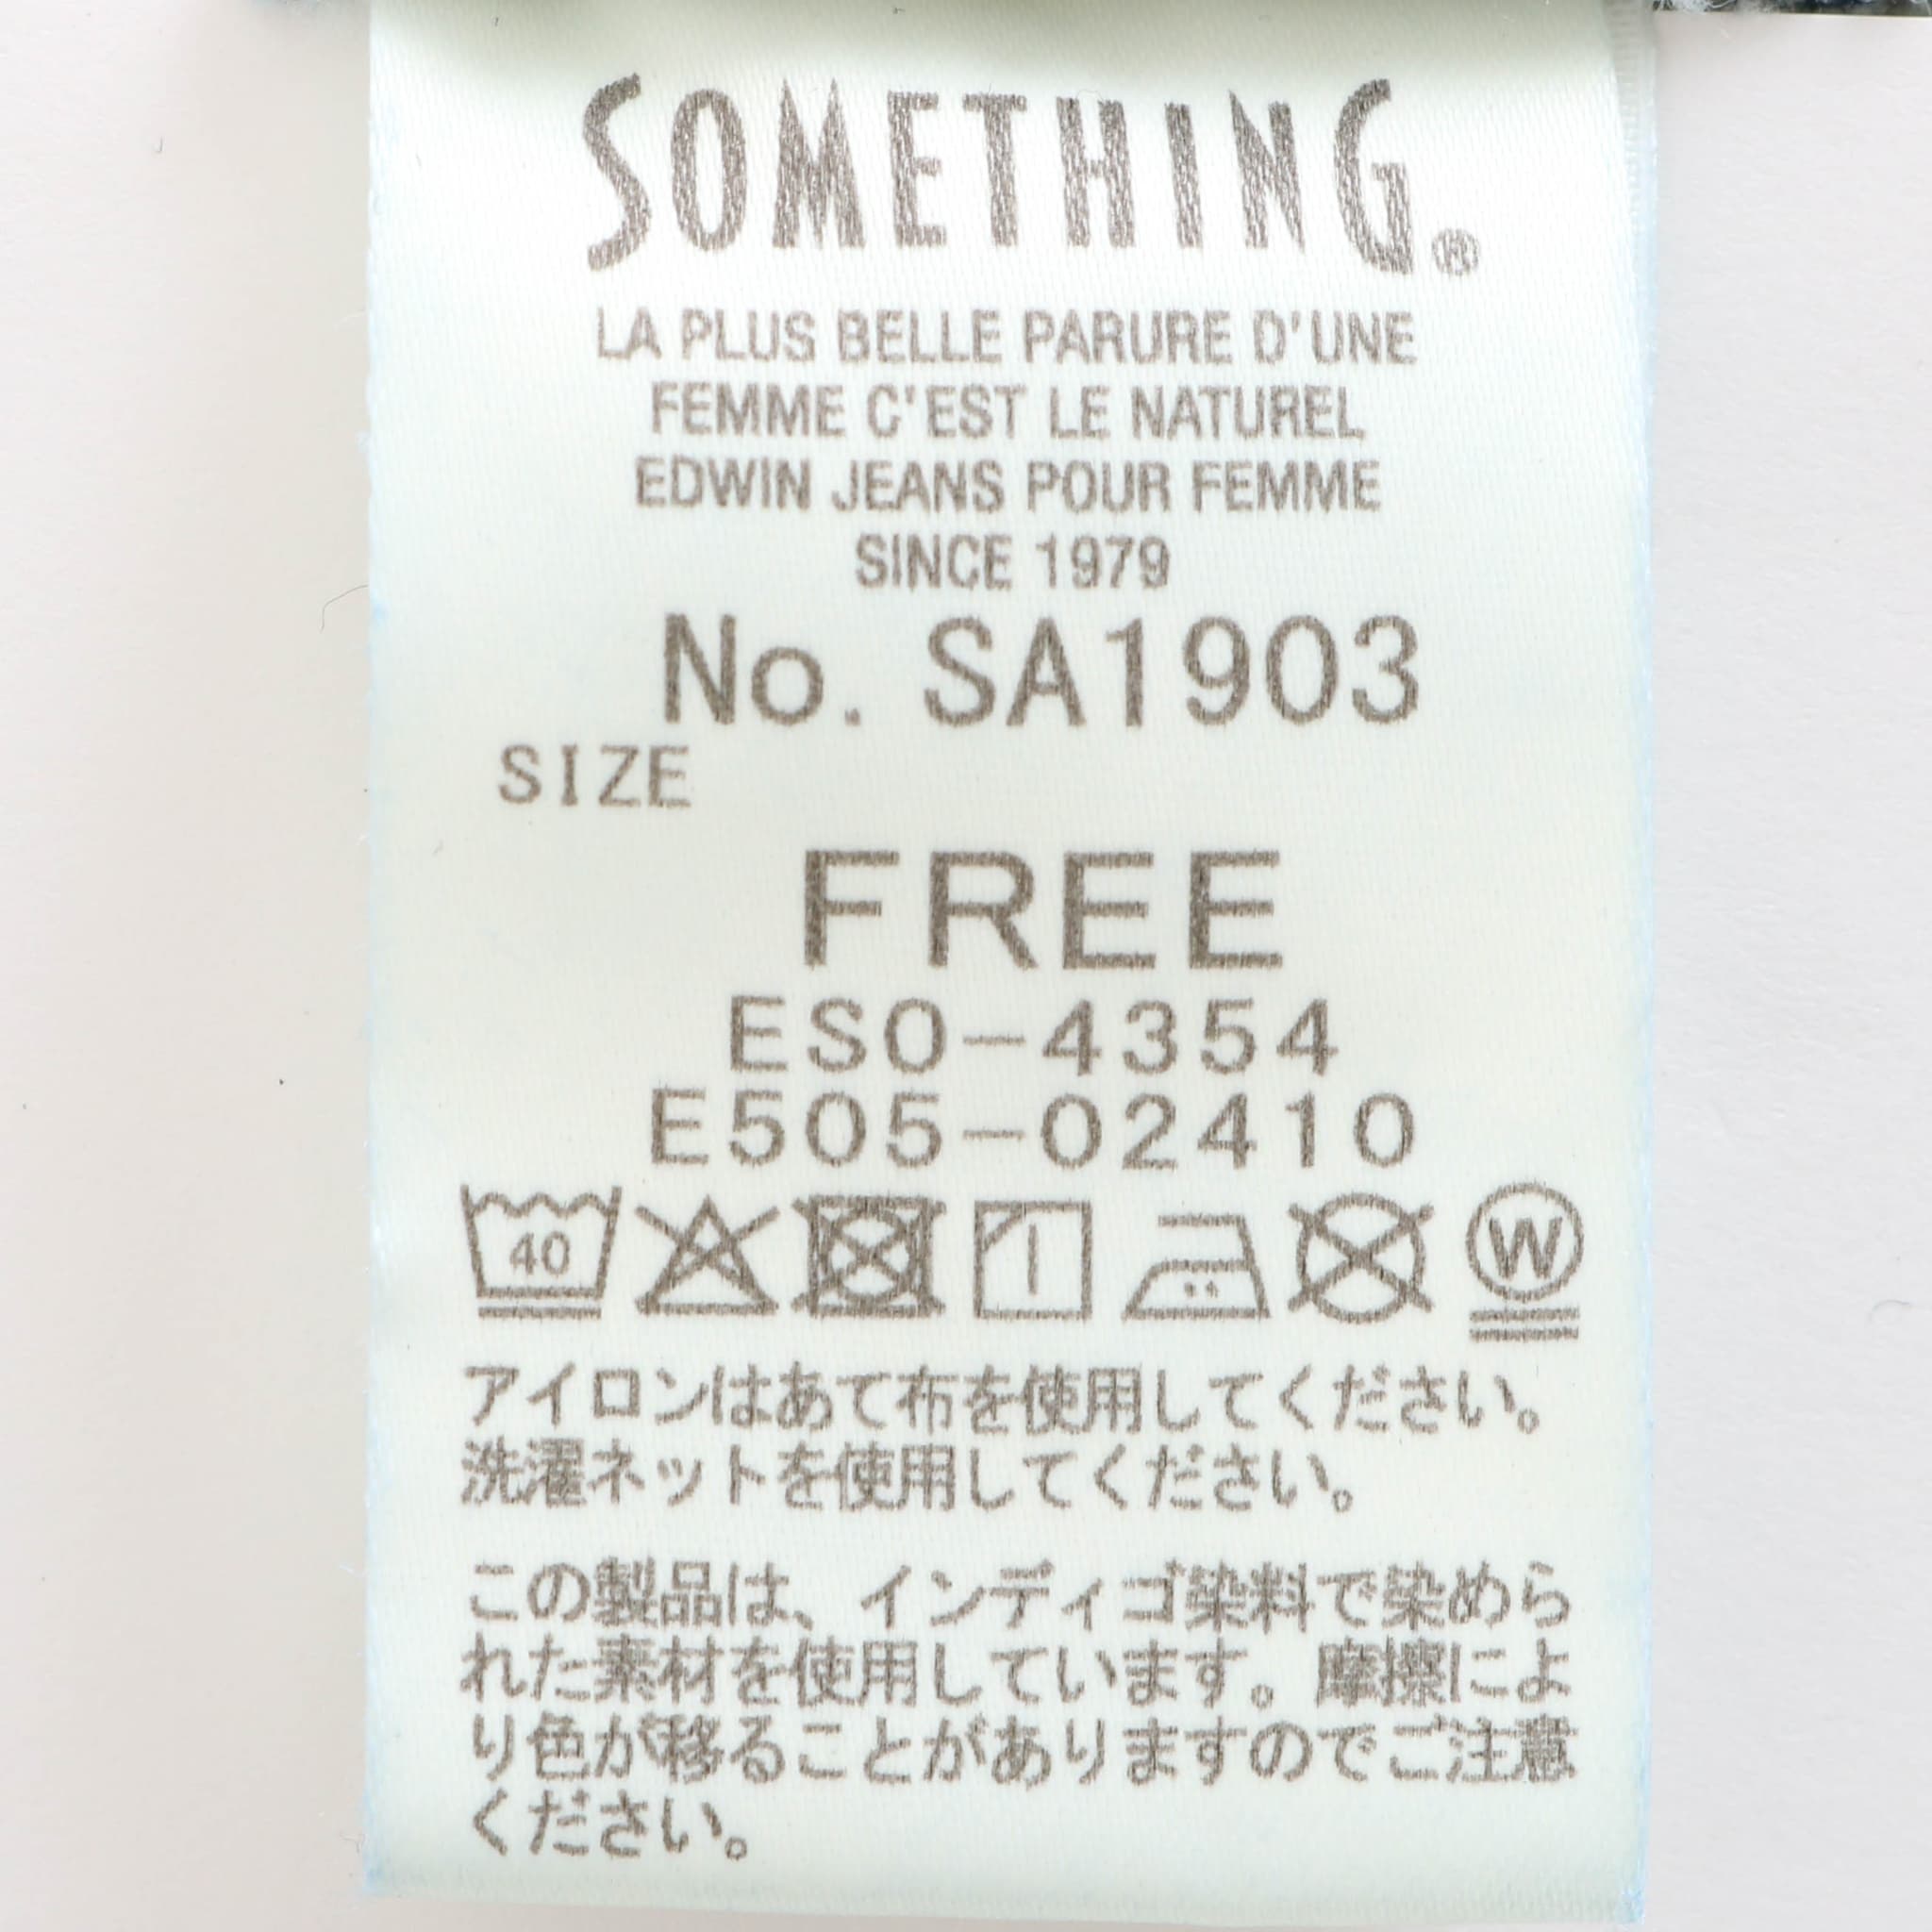 SOMETHING®
LA PLUS BELLE PARURE D'UNE
FEMME C'EST LE NATUREL
EDWIN JEANS POUR FEMME
SINCE 1979
No. SA1903
SIZE
FREE
ESO-4354
E505-02410
40 W
アイロンはあて布を使用してください。
洗濯ネットを使用してください。
この製品は、インディゴ染料で染めら
れた素材を使用しています。摩擦によ
り色が移ることがありますのでご注意
ください。